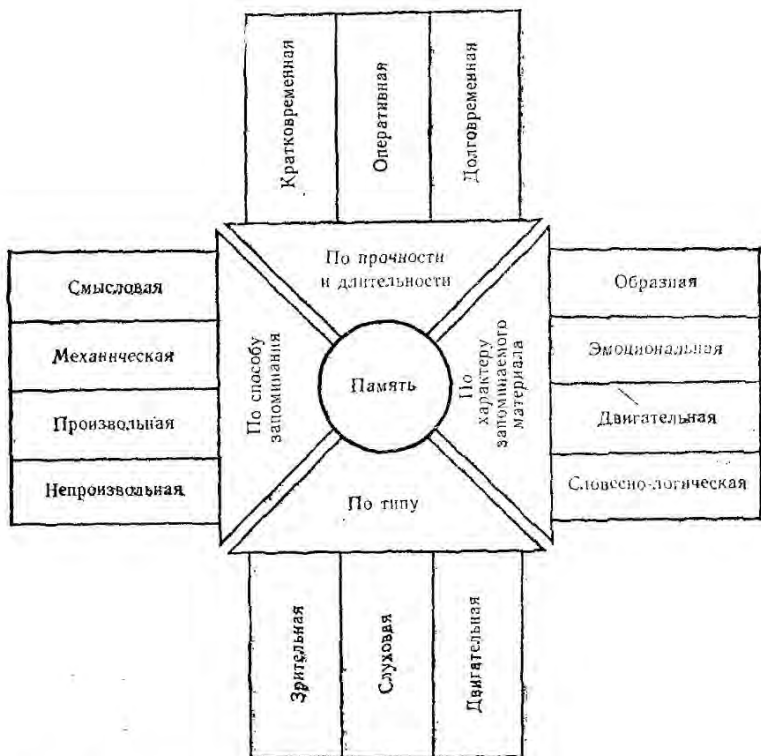 Кратковременная
Оперативная
Долговременная
По прочности
и длительности
Смысловая
Механическая
Произвольная
Непроизвольная
По способу
запоминания
Память
По
характеру
запоминаемого
материала
Образная
Эмоциональная
Двигательная
Словесно-логическая
По типу
Зрительная
Слуховая
Двигательная